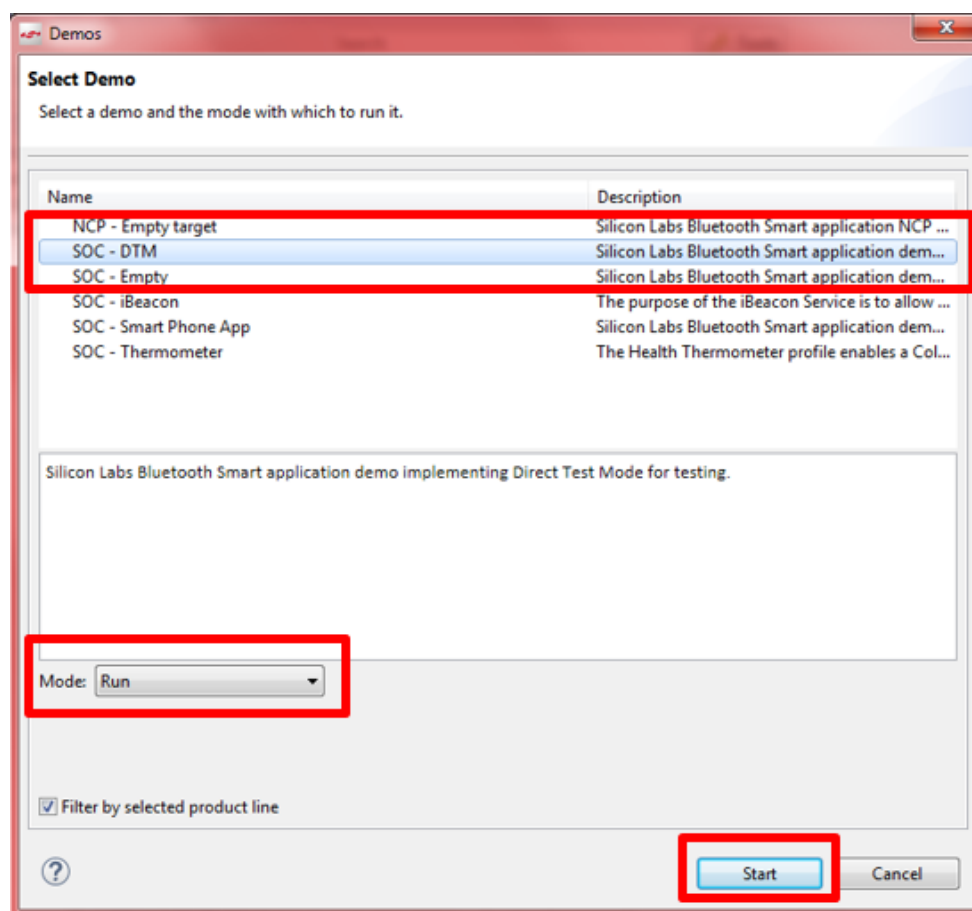 Demos
Select Demo
Select a demo and the mode with which to run it.
Name Description
NCP - Empty target Silicon Labs Bluetooth Smart application NCP ...
SOC - DTM Silicon Labs Bluetooth Smart application dem...
SOC - Empty Silicon Labs Bluetooth Smart application dem...
SOC - iBeacon The purpose of the iBeacon Service is to allow ...
SOC - Smart Phone App Silicon Labs Bluetooth Smart application dem...
SOC - Thermometer The Health Thermometer profile enables a Col...
Silicon Labs Bluetooth Smart application demo implementing Direct Test Mode for testing.
Mode: Run
Filter by selected product line
? Start Cancel